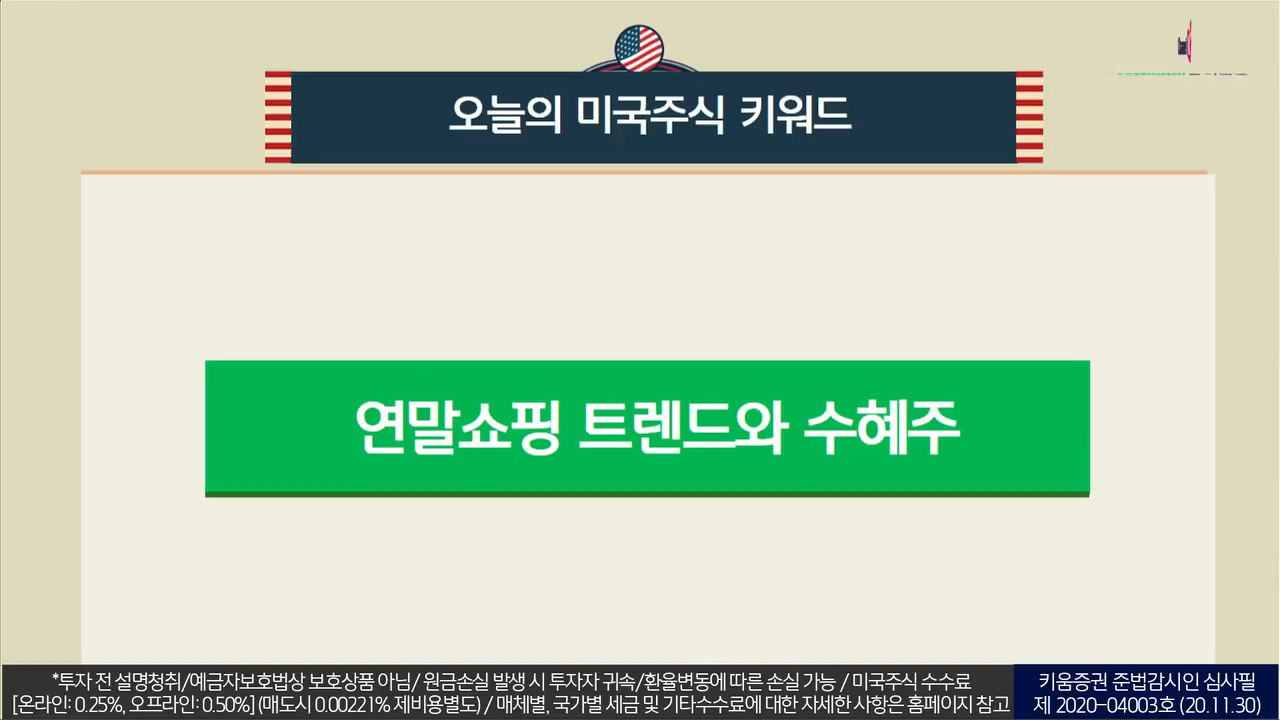 오늘의 미국주식 키워드
연말쇼핑 트렌드와 수혜주
*투자 전 설명청취/예금자보호법상 보호상품 아님/ 원금손실 발생 시 투자자 귀속/환율변동에 따른 손실 가능 / 미국주식 수수료
[온라인: 0.25%, 오프라인: 0.50%] (매도시 0.00221% 제비용별도) / 매체별, 국가별 세금 및 기타수수료에 대한 자세한 사항은 홈페이지 참고
키움증권 준법감시인 심사필
제 2020-04003호 (20.11.30)